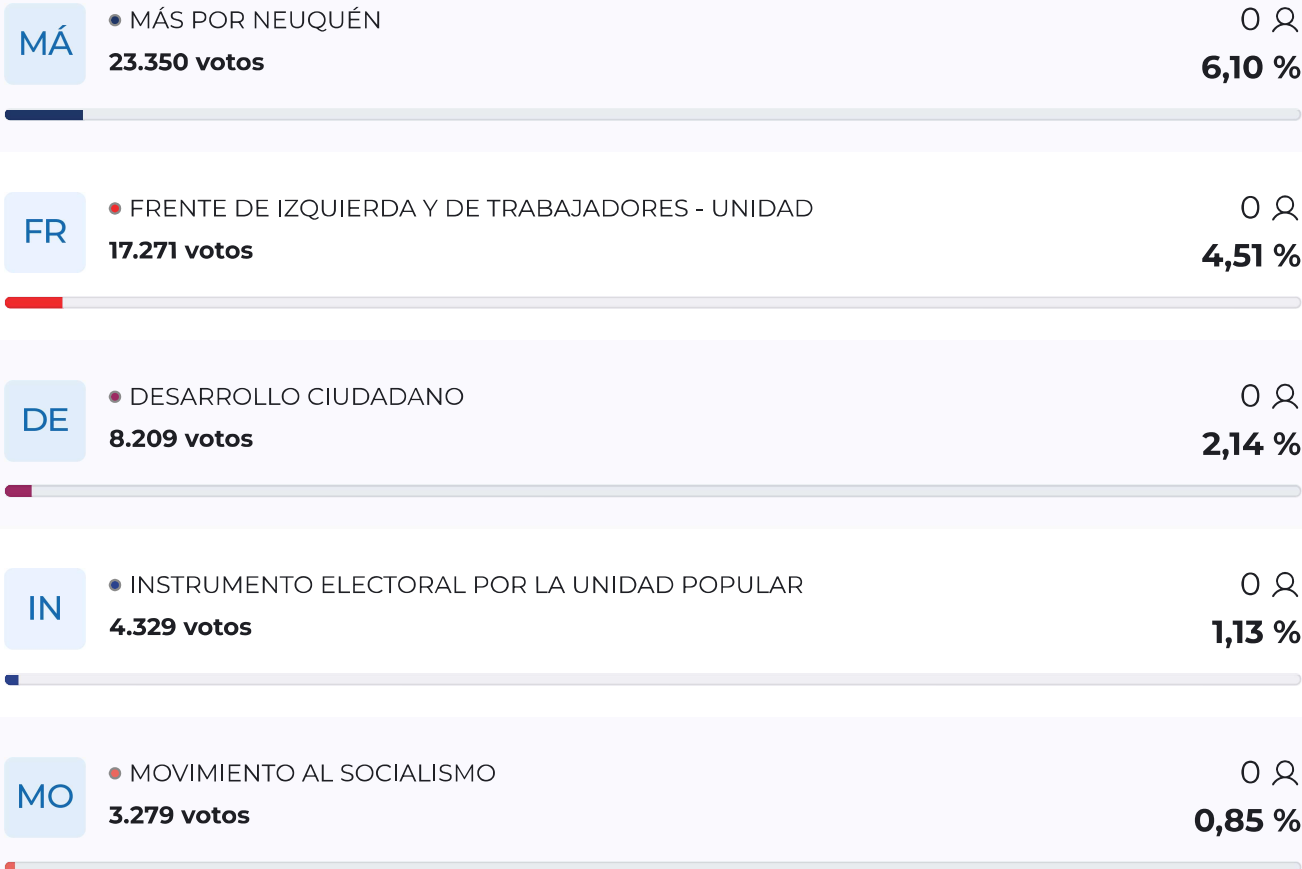 MÁ
MÁS POR NEUQUÉN
0
23.350 votos
6,10 %
FR
FRENTE DE IZQUIERDA Y DE TRABAJADORES - UNIDAD
0
17.271 votos
4,51 %
DE
DESARROLLO CIUDADANO
0
8.209 votos
2,14 %
IN
INSTRUMENTO ELECTORAL POR LA UNIDAD POPULAR
0
4.329 votos
1,13 %
MO
MOVIMIENTO AL SOCIALISMO
0
3.279 votos
0,85 %